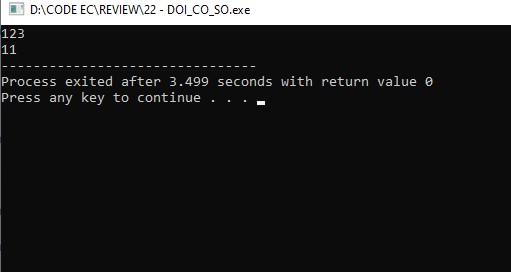 D:\CODE EC\REVIEW\22 - DOI_CO_SO.exe
123
11
--------------------------------
Process exited after 3.499 seconds with return value 0
Press any key to continue . . .